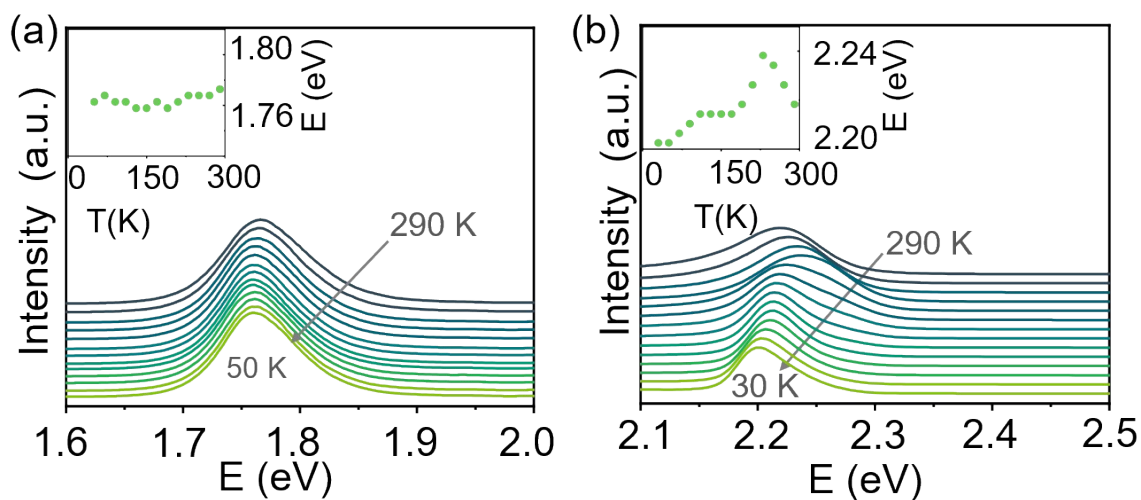 (a)
Intensity (a.u.)
1.80
1.76
E (eV)
0 150 300
T(K)
290 K
50 K
1.6 1.7 1.8 1.9 2.0
E (eV)
(b)
Intensity (a.u.)
2.24
2.20
E (eV)
0 150 300
T(K)
290 K
30 K
2.1 2.2 2.3 2.4 2.5
E (eV)